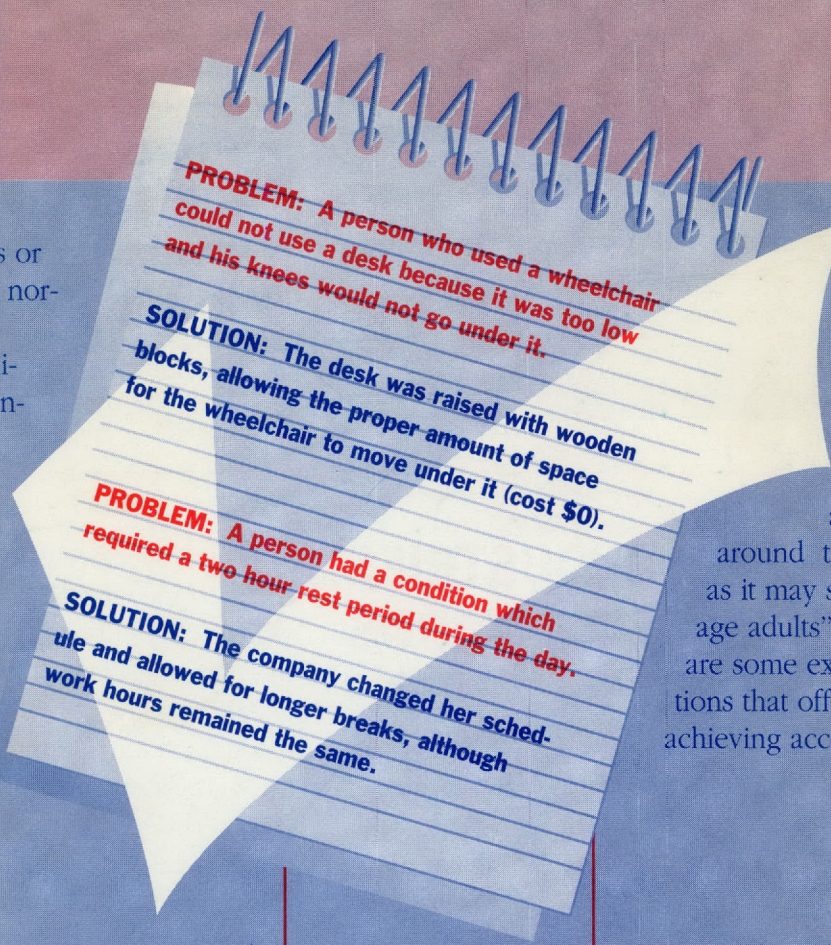 s or
nor-
i-
n-
PROBLEM: A person who used a wheelchair
could not use a desk because it was too low
and his knees would not go under it.
SOLUTION: The desk was raised with wooden
blocks, allowing the proper amount of space
for the wheelchair to move under it (cost $0).
PROBLEM: A person had a condition which
required a two hour rest period during the day.
SOLUTION: The company changed her sched-
ule and allowed for longer breaks, although
work hours remained the same.
around t
as it may s
age adults”
are some ex
tions that off
achieving acc